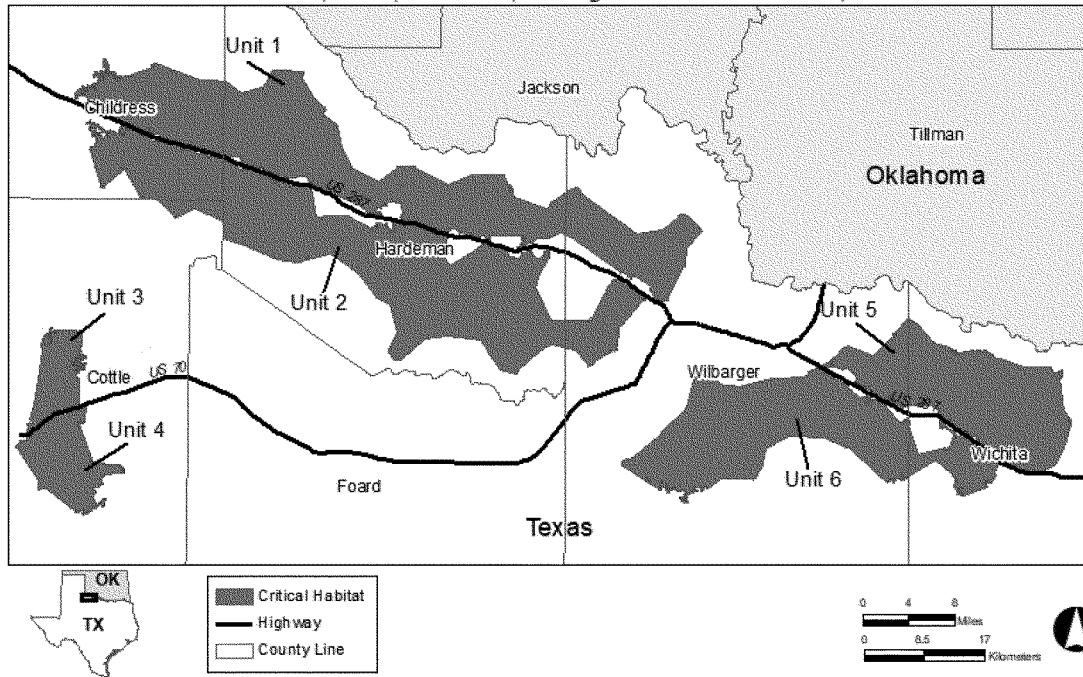 Unit 1
Jackson
Childress
Tillman
Oklahoma
US 287
Hardeman
Unit 2
Unit 3
Unit 5
Cottle
US 70
Wilbarger
US 287
Unit 4
Wichita
Unit 6
Foard
Texas
OK
TX
Critical Habitat
Highway
County Line
0 4 8
Miles
0 8.5 17
Kilometers